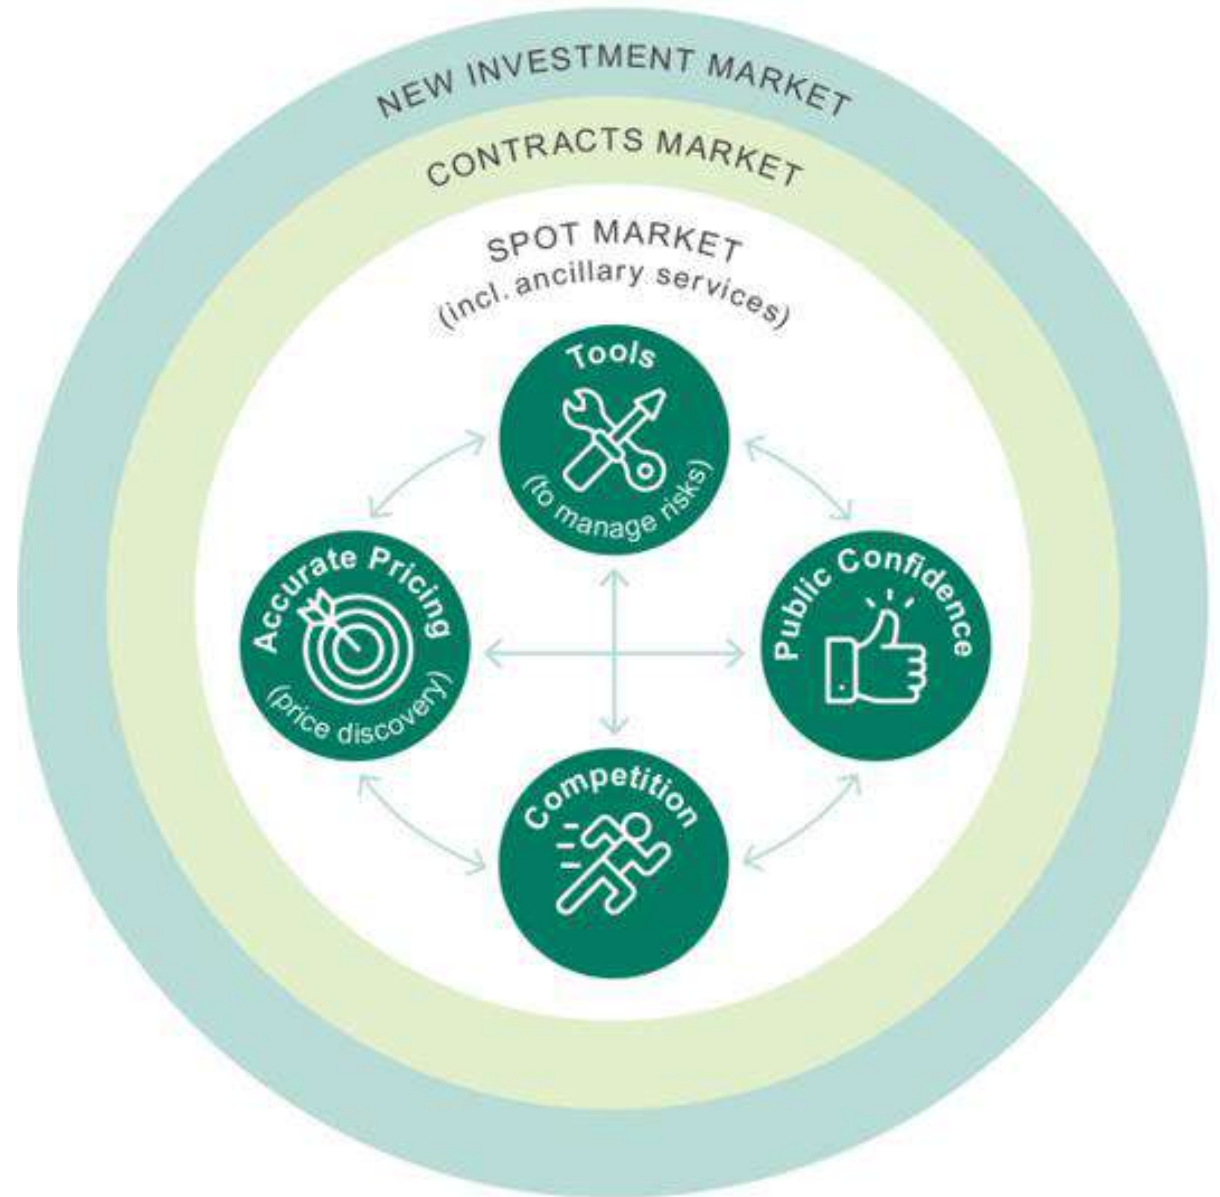 NEW INVESTMENT MARKET
CONTRACTS MARKET
SPOT MARKET
(incl. ancillary services)
Tools
(to manage risks)
Accurate Pricing
(price discovery)
Public Confidence
Competition